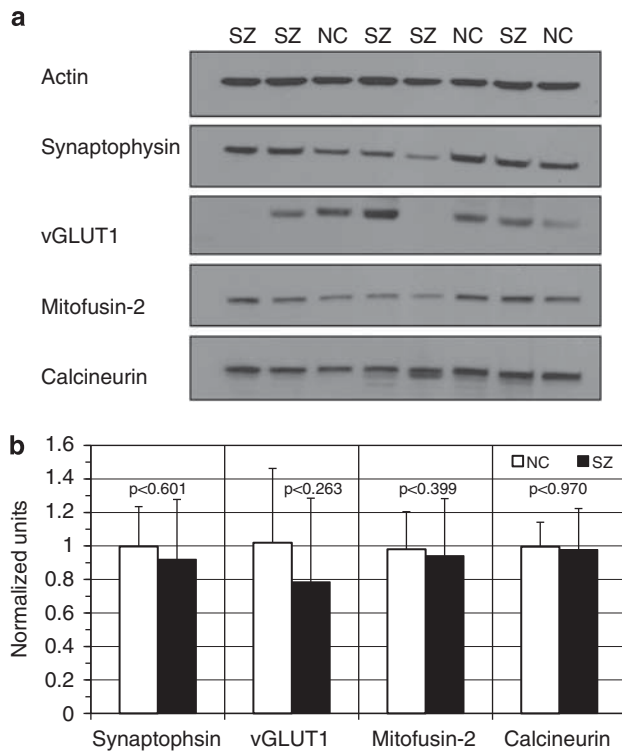 a
SZ SZ NC SZ SZ NC SZ NC
Actin
Synaptophysin
vGLUT1
Mitofusin-2
Calcineurin
b
1.6
1.4
1.2
1
0.8
0.6
0.4
0.2
0
Normalized units
NC SZ
p<0.601 p<0.263 p<0.399 p<0.970
Synaptophsin vGLUT1 Mitofusin-2 Calcineurin